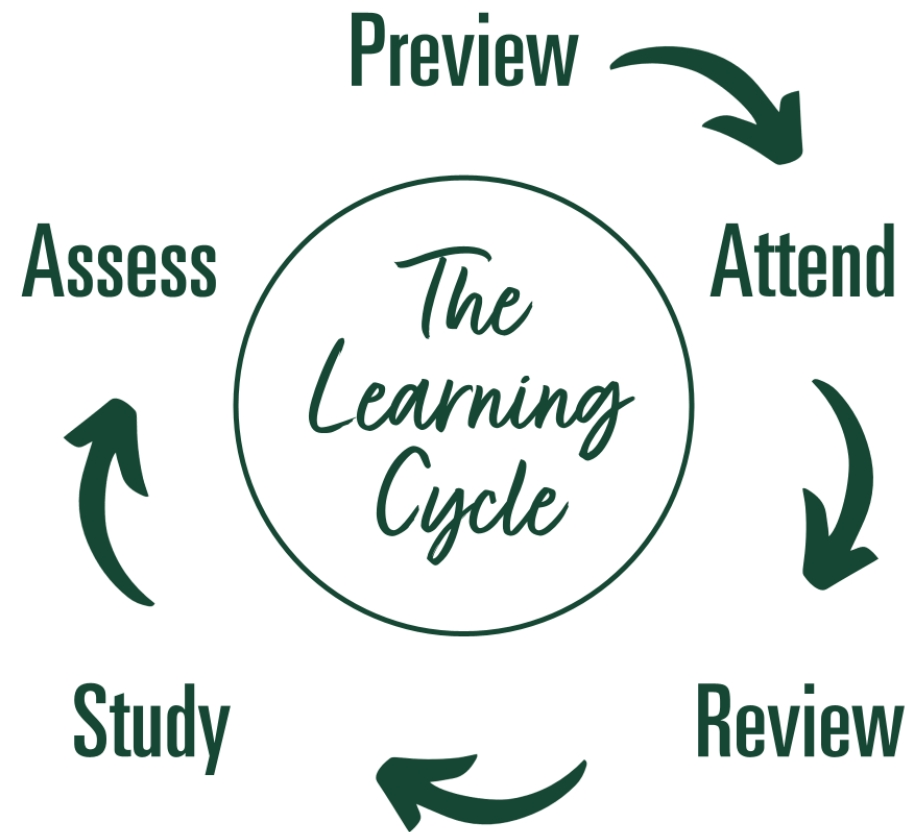 Preview
Attend
Review
Study
Assess
The
Learning
Cycle